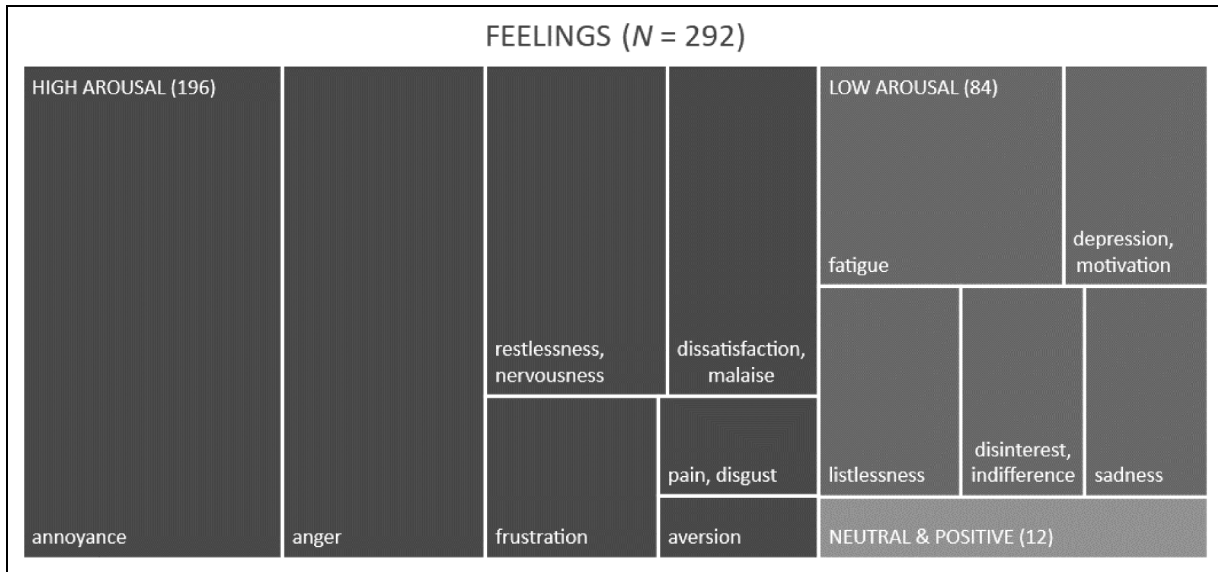 FEELINGS (N = 292)
HIGH AROUSAL (196)
annoyance
anger
restlessness,
nervousness
dissatisfaction,
malaise
frustration
pain, disgust
aversion
LOW AROUSAL (84)
fatigue
depression,
motivation
listlessness
disinterest,
indifference
sadness
NEUTRAL & POSITIVE (12)